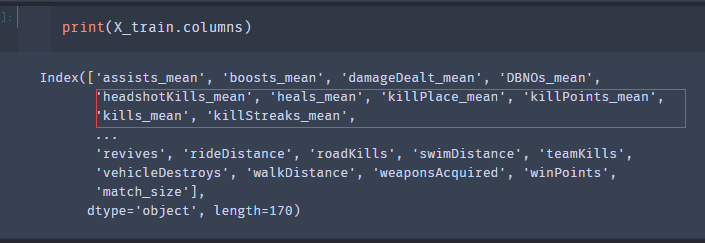 ]:
print(X_train.columns)
Index(['assists_mean', 'boosts_mean', 'damageDealt_mean', 'DBNOs_mean',
'headshotKills_mean', 'heals_mean', 'killPlace_mean', 'killPoints_mean',
'kills_mean', 'killStreaks_mean',
...
'revives', 'rideDistance', 'roadKills', 'swimDistance', 'teamKills',
'vehicleDestroys', 'walkDistance', 'weaponsAcquired', 'winPoints',
'match_size'],
dtype='object', length=170)